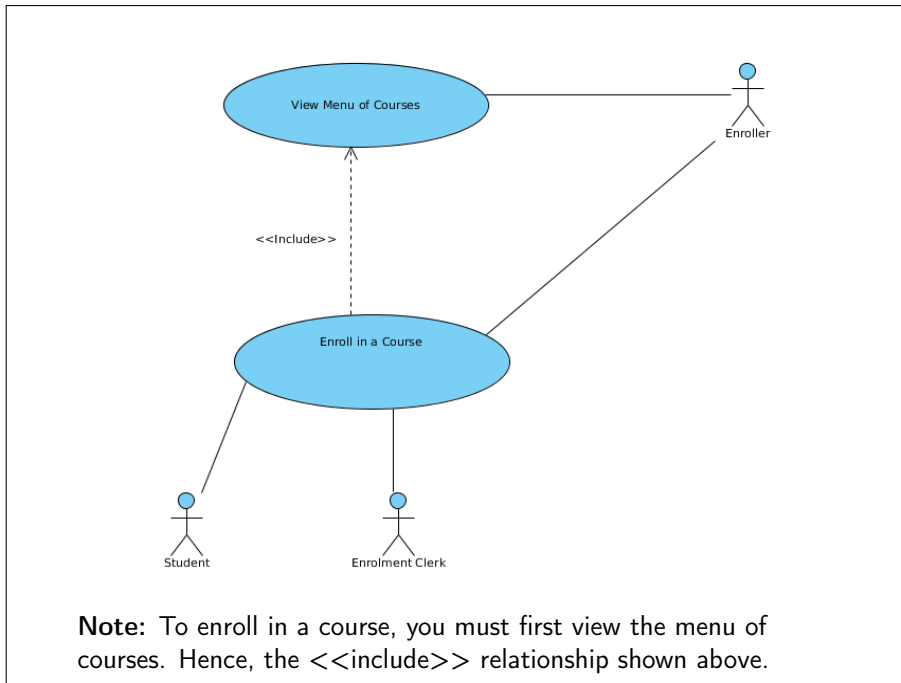 View Menu of Courses
Enroller
<<Include>>
Enroll in a Course
Student
Enrolment Clerk
Note: To enroll in a course, you must first view the menu of
courses. Hence, the <<include>> relationship shown above.